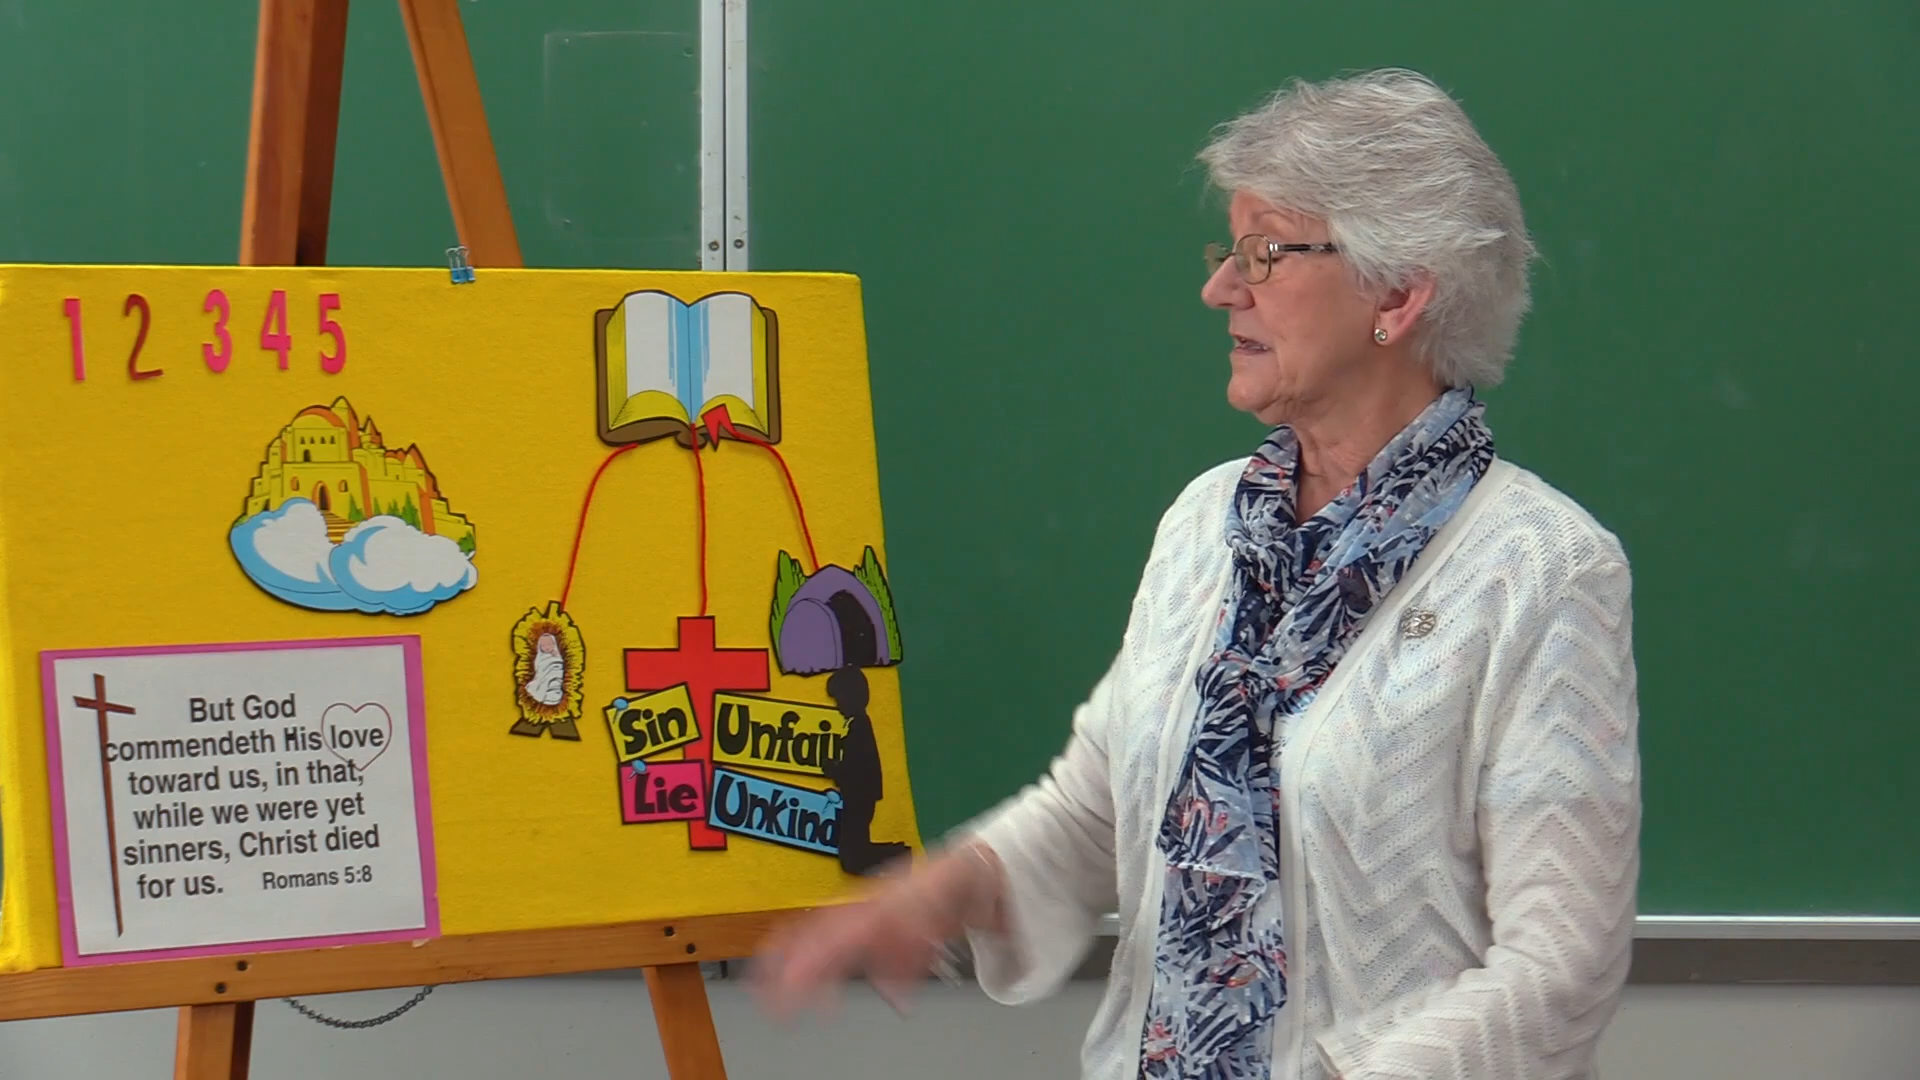 1 2 3 4 5
But God
commendeth His love
toward us, in that,
while we were yet
sinners, Christ died
for us. Romans 5:8
Sin Unfair
Lie Unkind